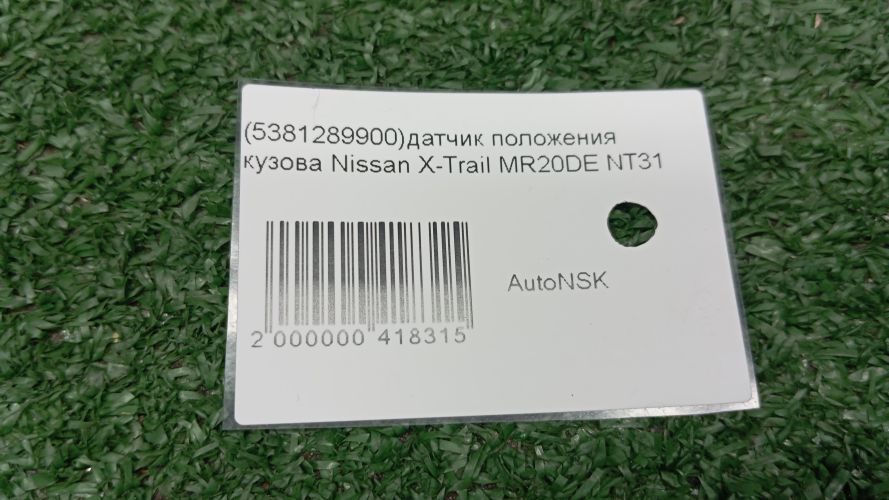 (5381289900)датчик положения
кузова Nissan X-Trail MR20DE NT31
AutoNSK
2 000000 418315